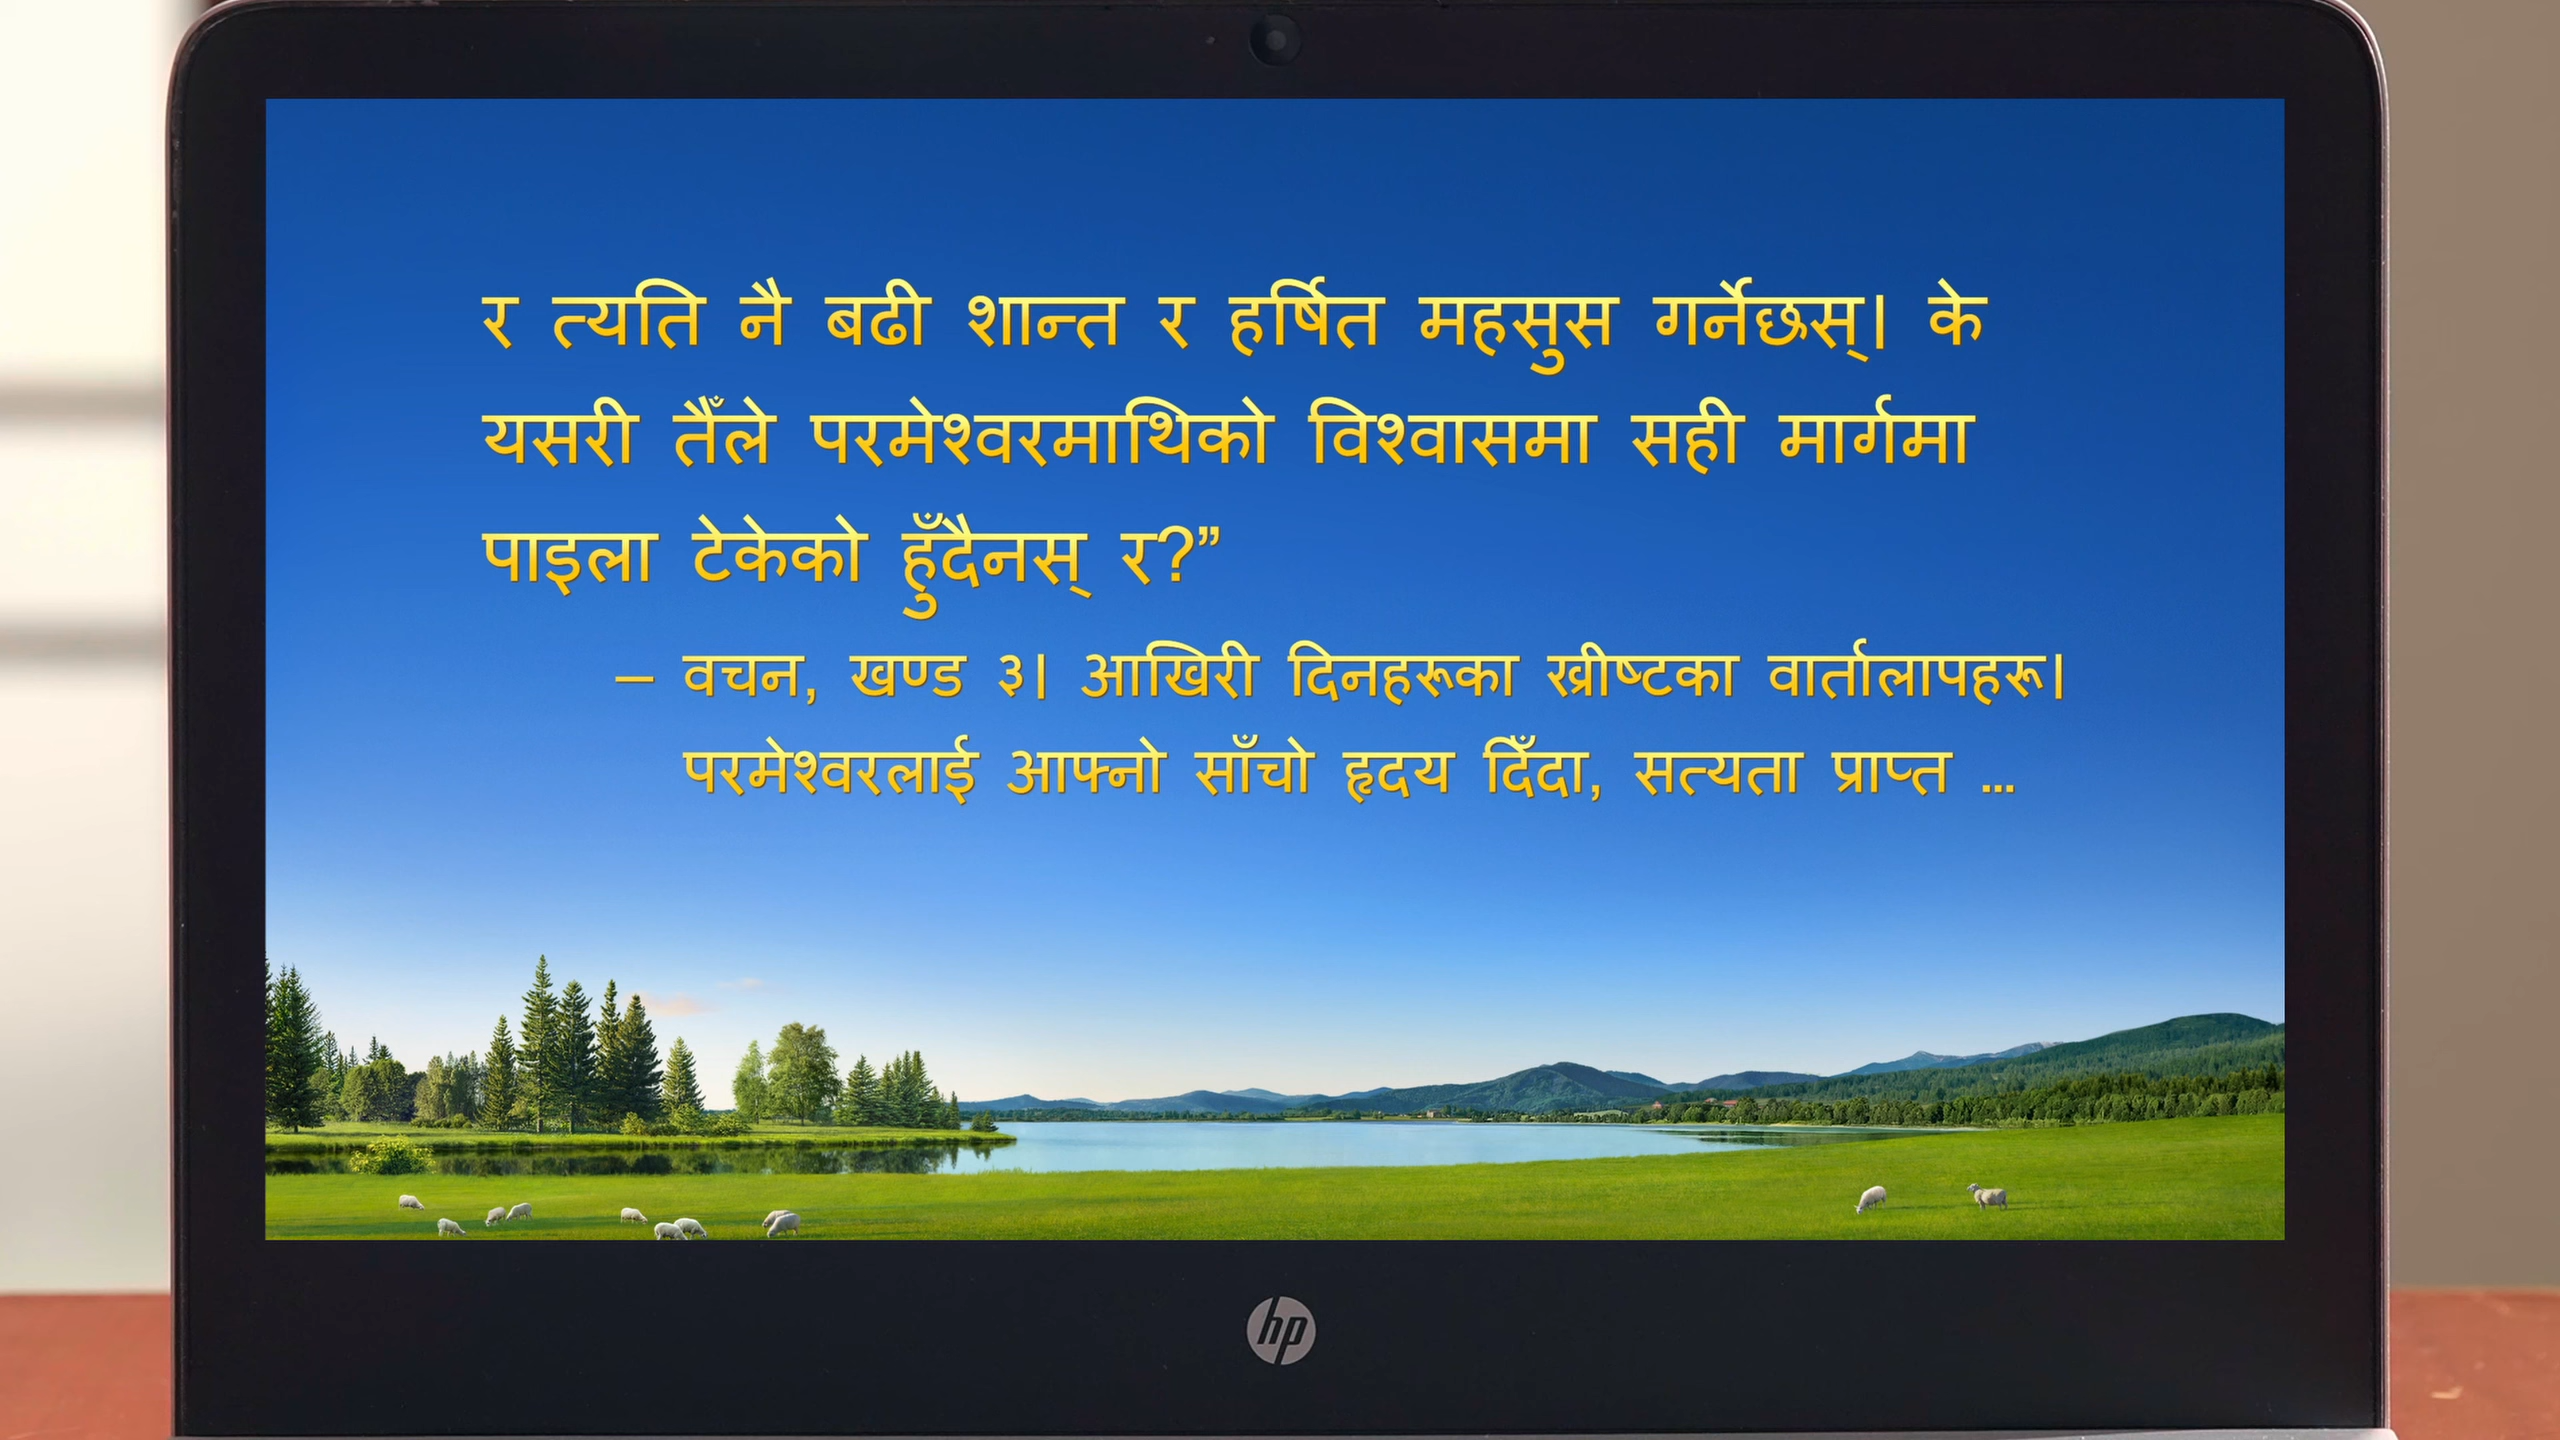 र त्यति नै बढी शान्त र हर्षित महसुस गर्नेछस्। के
यसरी तैँले परमेश्वरमाथिको विश्वासमा सही मार्गमा
पाइला टेकेको हुँदैनस् र?”
– वचन, खण्ड ३। आखिरी दिनहरूका ख्रीष्टका वार्तालापहरू।
परमेश्वरलाई आफ्नो साँचो हृदय दिँदा, सत्यता प्राप्त ...
hp